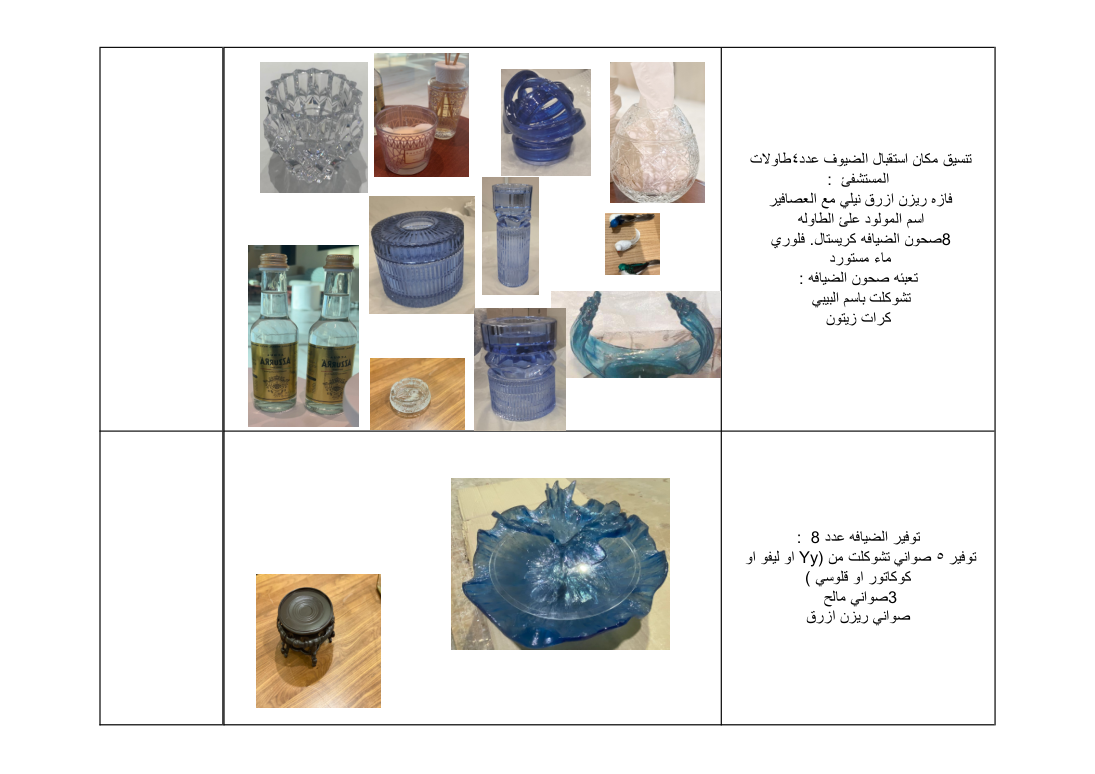 تنسيق مكان استقبال الضيوف عدد٤طاولات
المستشفئ :
فازه ريزن ازرق نيلي مع العصافير
اسم المولود علئ الطاوله
8صحون الضيافه كريستال. فلوري
ماء مستورد
تعبئه صحون الضيافه :
تشوكلت باسم البيبي
كرات زيتون
توفير الضيافه عدد 8 :
توفير ٥ صواني تشوكلت من (Yy او ليفو او
كوكاتور او قلوسي )
3صواني مالح
صواني ريزن ازرق